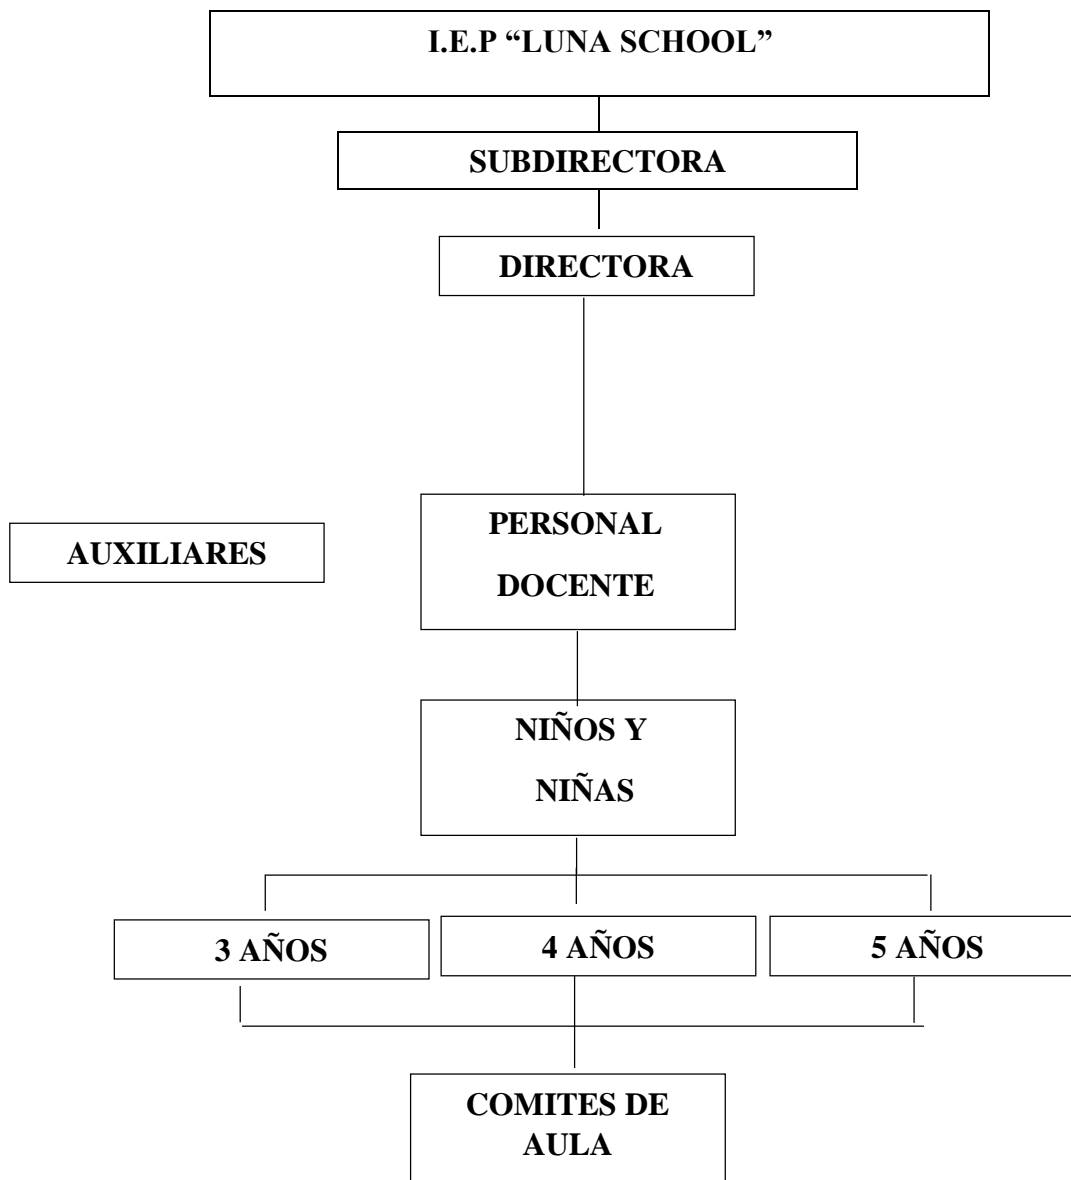 I.E.P “LUNA SCHOOL”
SUBDIRECTORA
DIRECTORA
PERSONAL
DOCENTE
AUXILIARES
NIÑOS Y
NIÑAS
3 AÑOS
4 AÑOS
5 AÑOS
COMITES DE
AULA